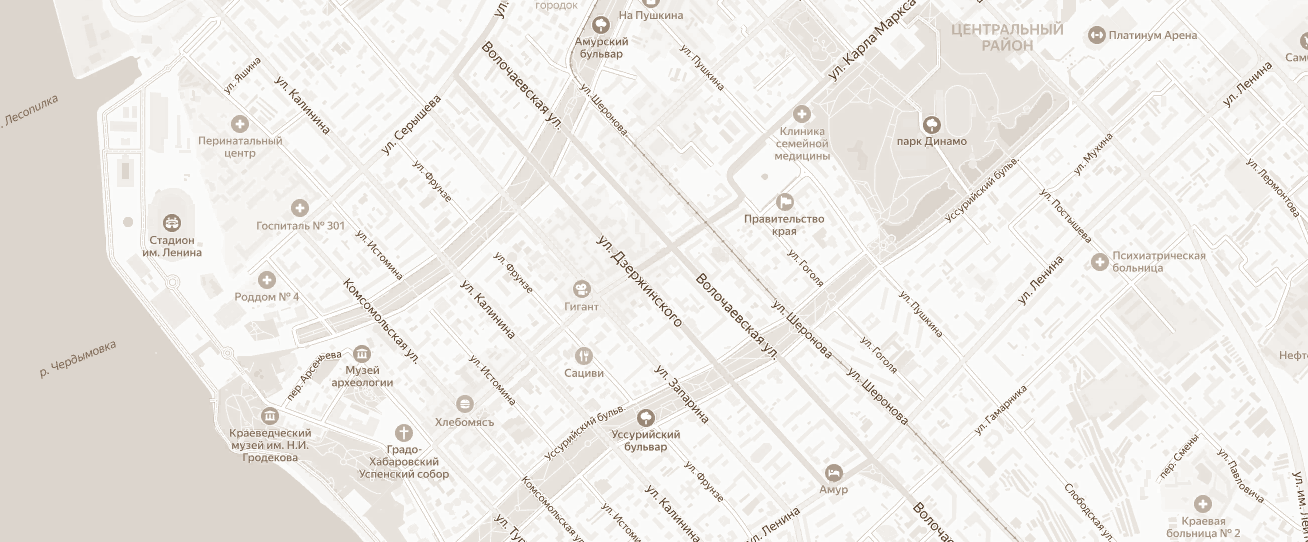 ул.
городок
На Пушкина
Амурский
бульвар
ЦЕНТРАЛЬНЫЙ
РАЙОН
ул. Карла Маркса
Платинум Арена
Волочаевская ул.
ул. Пушкина
ул. Яшина
ул. Калинина
ул. Ленина
ул. Серышева
ул. Шеронова
Лесопилка
Перинатальный
центр
Клиника
семейной
медицины
парк Динамо
ул. Мухина
ул. Фрунзе
Уссурийский бульв.
ул. Лермонтова
ул. Постышева
Госпиталь № 301
Правительство
края
Стадион
им. Ленина
ул. Истомина
ул. Дзержинского
ул. Фрунзе
ул. Гоголя
Психиатрическая
больница
ул. Ленина
Роддом № 4
Комсомольская ул.
ул. Калинина
Гигант
Волочаевская ул.
ул. Шеронова
ул. Пушкина
р. Чердымовка
пер. Арсеньева
Музей
археологии
ул. Истомина
Сациви
ул. Гоголя
ул. Запарина
ул. Шеронова
ул. Гамарника
Хлебомясъ
Уссурийский бульв.
Уссурийский
бульвар
Краеведческий
музей им. Н.И.
Гродекова
Градо-
Хабаровский
Успенский собор
пер. Смены
ул. Павловича
ул. Фрунзе
Амур
Комсомольская ул.
ул. Калинина
ул. Истомина
ул. Ленина
Слободская ул.
Краевая
больница № 2